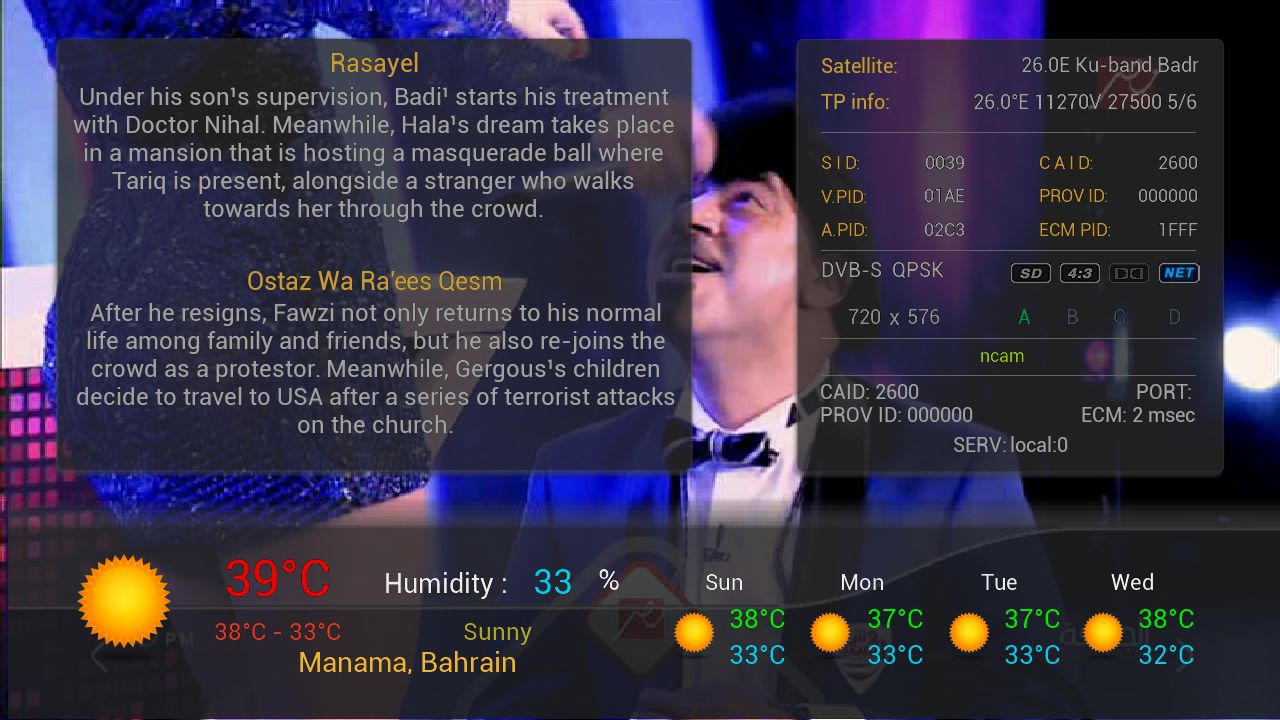 Rasayel
Under his son¹s supervision, Badi¹ starts his treatment
with Doctor Nihal. Meanwhile, Hala¹s dream takes place
in a mansion that is hosting a masquerade ball where
Tariq is present, alongside a stranger who walks
towards her through the crowd.
Ostaz Wa Ra'ees Qesm
After he resigns, Fawzi not only returns to his normal
life among family and friends, but he also re-joins the
crowd as a protestor. Meanwhile, Gergous¹s children
decide to travel to USA after a series of terrorist attacks
on the church.
Satellite: 26.0E Ku-band Badr
TP info: 26.0°E 11270V 27500 5/6
S I D: 0039 C A I D: 2600
V.PID: 01AE PROV ID: 000000
A.PID: 02C3 ECM PID: 1FFF
DVB-S QPSK SD 4:3 NET
720 x 576 A B C D
ncam
CAID: 2600 PORT:
PROV ID: 000000 ECM: 2 msec
SERV: local:0
39°C Humidity : 33 %
38°C - 33°C Sunny
Manama, Bahrain
Sun Mon Tue Wed
38°C 37°C 37°C 38°C
33°C 33°C 33°C 32°C
PM